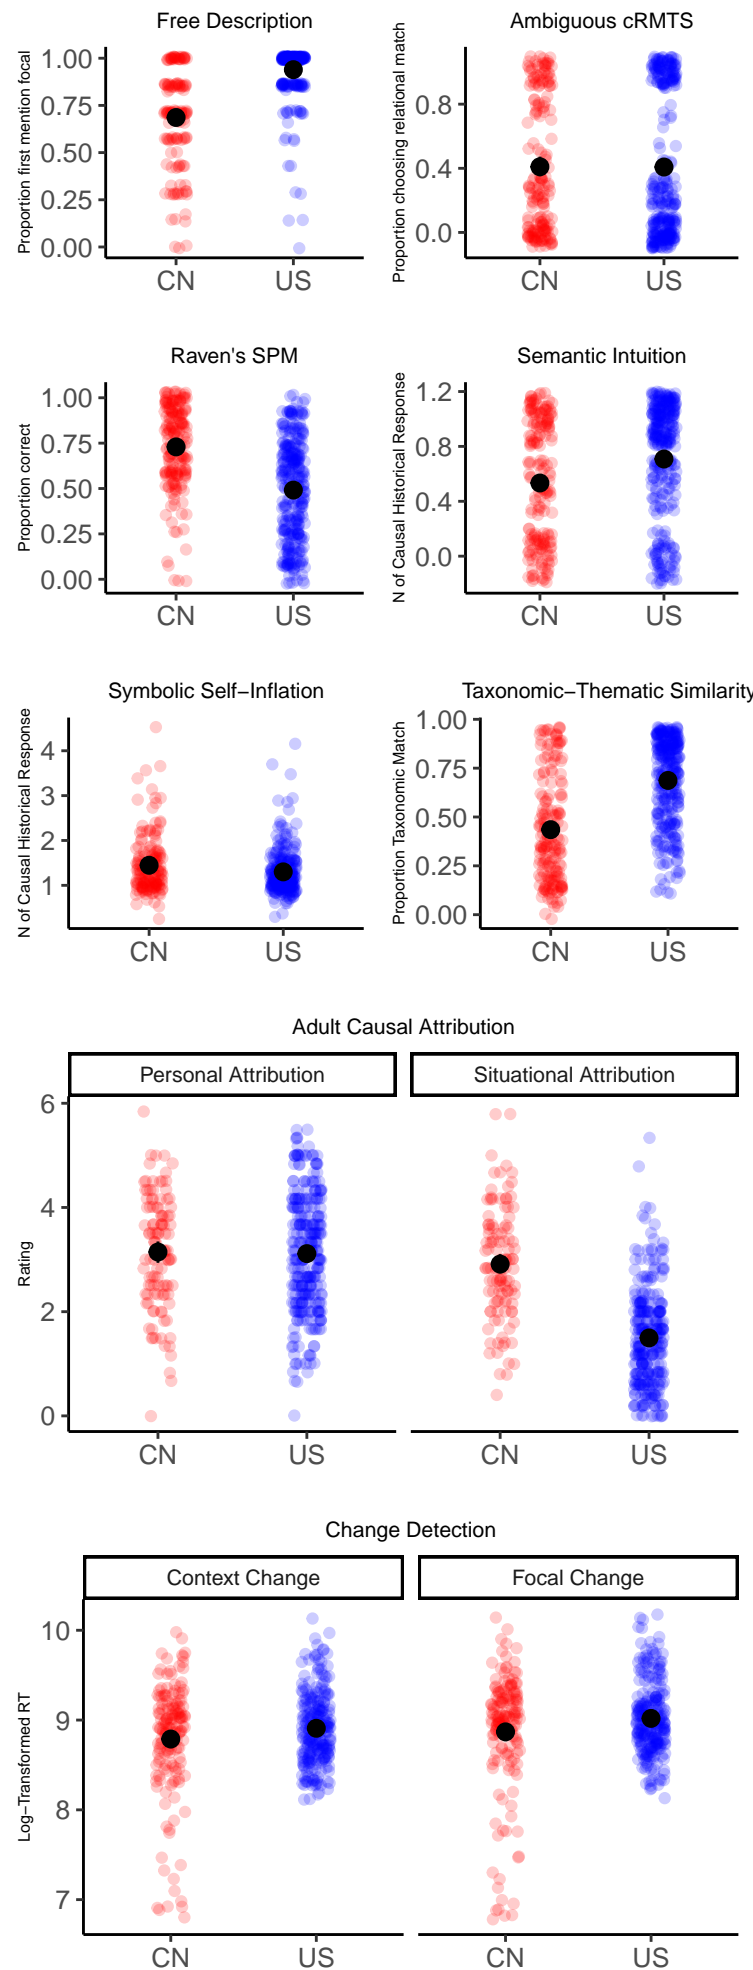 Free Description
Ambiguous cRMTS
Proportion first mention focal
1.00
0.75
0.50
0.25
0.00
CN
US
Proportion choosing relational match
0.8
0.4
0.0
CN
US
Raven's SPM
Semantic Intuition
Proportion correct
1.00
0.75
0.50
0.25
0.00
CN
US
N of Causal Historical Response
1.2
0.8
0.4
0.0
CN
US
Symbolic Self−Inflation
Taxonomic−Thematic Similarity
N of Causal Historical Response
4
3
2
1
CN
US
Proportion Taxonomic Match
1.00
0.75
0.50
0.25
0.00
CN
US
Adult Causal Attribution
Personal Attribution
Situational Attribution
Rating
6
4
2
0
CN
US
CN
US
Change Detection
Context Change
Focal Change
Log−Transformed RT
10
9
8
7
CN
US
CN
US